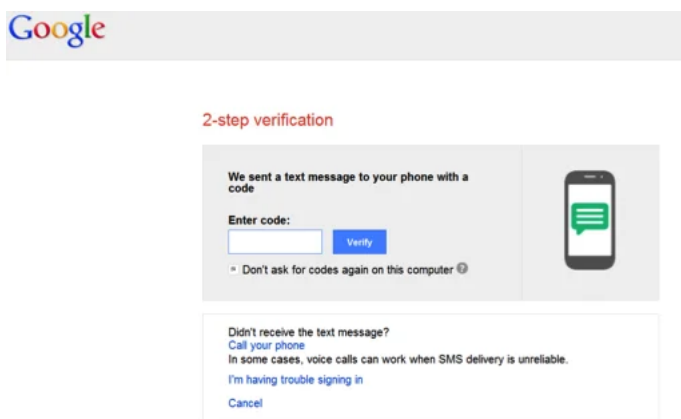 Google
2-step verification
We sent a text message to your phone with a
code
Enter code:
Verify
Don't ask for codes again on this computer ?
Didn't receive the text message?
Call your phone
In some cases, voice calls can work when SMS delivery is unreliable.
I'm having trouble signing in
Cancel